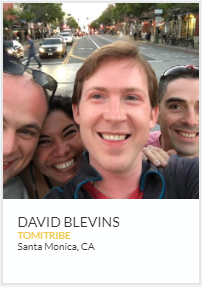 DAVID BLEVINS
TOMITRIBE
Santa Monica, CA